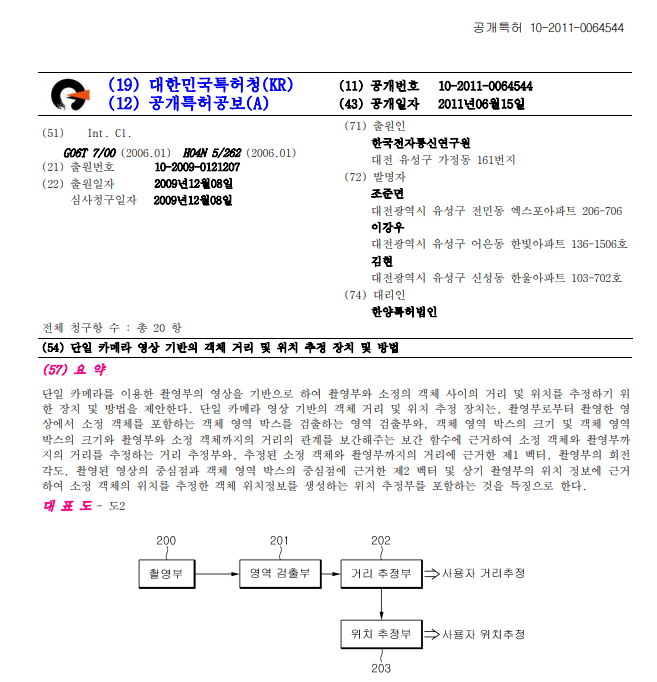 공개특허 10-2011-0064544
(19) 대한민국특허청(KR)
(12) 공개특허공보(A)
(11) 공개번호 10-2011-0064544
(43) 공개일자 2011년06월15일
(51) Int. Cl.
G06T 7/00 (2006.01) H04N 5/262 (2006.01)
(21) 출원번호 10-2009-0121207
(22) 출원일자 2009년12월08일
심사청구일자 2009년12월08일
전체 청구항 수 : 총 20 항
(71) 출원인
한국전자통신연구원
대전 유성구 가정동 161번지
(72) 발명자
조준면
대전광역시 유성구 전민동 엑스포아파트 206-706
이강우
대전광역시 유성구 어은동 한빛아파트 136-1506호
김현
대전광역시 유성구 신성동 한울아파트 103-702호
(74) 대리인
한양특허법인
(54) 단일 카메라 영상 기반의 객체 거리 및 위치 추정 장치 및 방법
(57) 요 약
단일 카메라를 이용한 촬영부의 영상을 기반으로 하여 촬영부와 소정의 객체 사이의 거리 및 위치를 추정하기 위
한 장치 및 방법을 제안한다. 단일 카메라 영상 기반의 객체 거리 및 위치 추정 장치는, 촬영부로부터 촬영한 영
상에서 소정 객체를 포함하는 객체 영역 박스를 검출하는 영역 검출부와, 객체 영역 박스의 크기 및 객체 영역
박스의 크기와 촬영부와 소정 객체까지의 거리의 관계를 보간해주는 보간 함수에 근거하여 소정 객체와 촬영부까
지의 거리를 추정하는 거리 추정부와, 추정된 소정 객체와 촬영부까지의 거리에 근거한 제1 벡터, 촬영부의 회전
각도, 촬영된 영상의 중심점과 객체 영역 박스의 중심점에 근거한 제2 벡터 및 상기 촬영부의 위치 정보에 근거
하여 소정 객체의 위치를 추정한 객체 위치정보를 생성하는 위치 추정부를 포함하는 것을 특징으로 한다.
대 표 도 - 도2
200 201 202
촬영부 영역 검출부 거리 추정부 사용자 거리추정
위치 추정부 사용자 위치추정
203